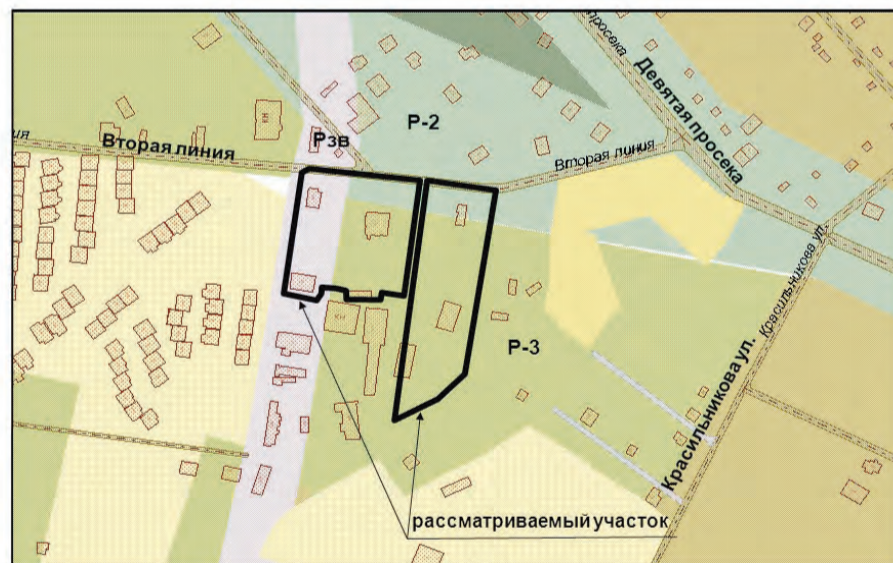 просека
Девятая просека
Р-2
Рзв
Вторая линия
Вторая линия
Р-3
Красильникова ул.
Красильникова ул.
рассматриваемый участок